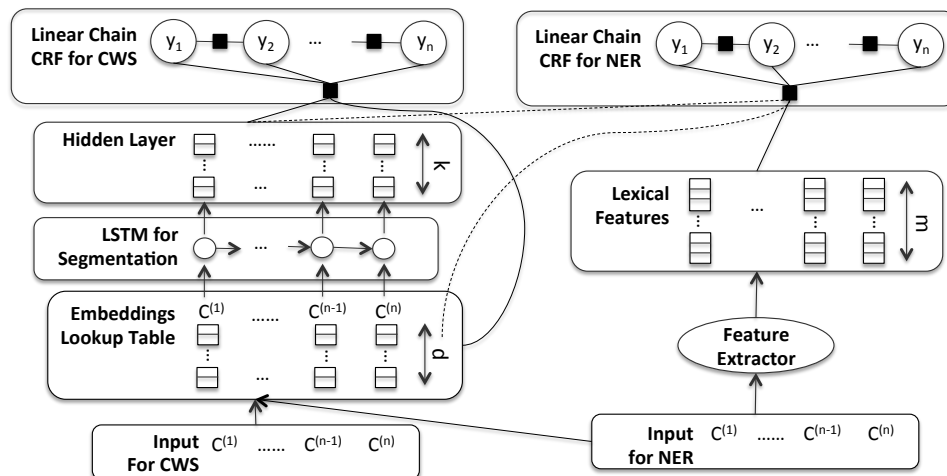 Linear Chain
CRF for CWS
y1 y2 ... yn
Linear Chain
CRF for NER
y1 y2 ... yn
Hidden Layer
......
...
k
LSTM for
Segmentation
...
Embeddings
Lookup Table
C(1) ...... C(n-1) C(n)
...
d
Input
For CWS
C(1) ...... C(n-1) C(n)
Lexical
Features
...
m
Feature
Extractor
Input
for NER
C(1) ...... C(n-1) C(n)